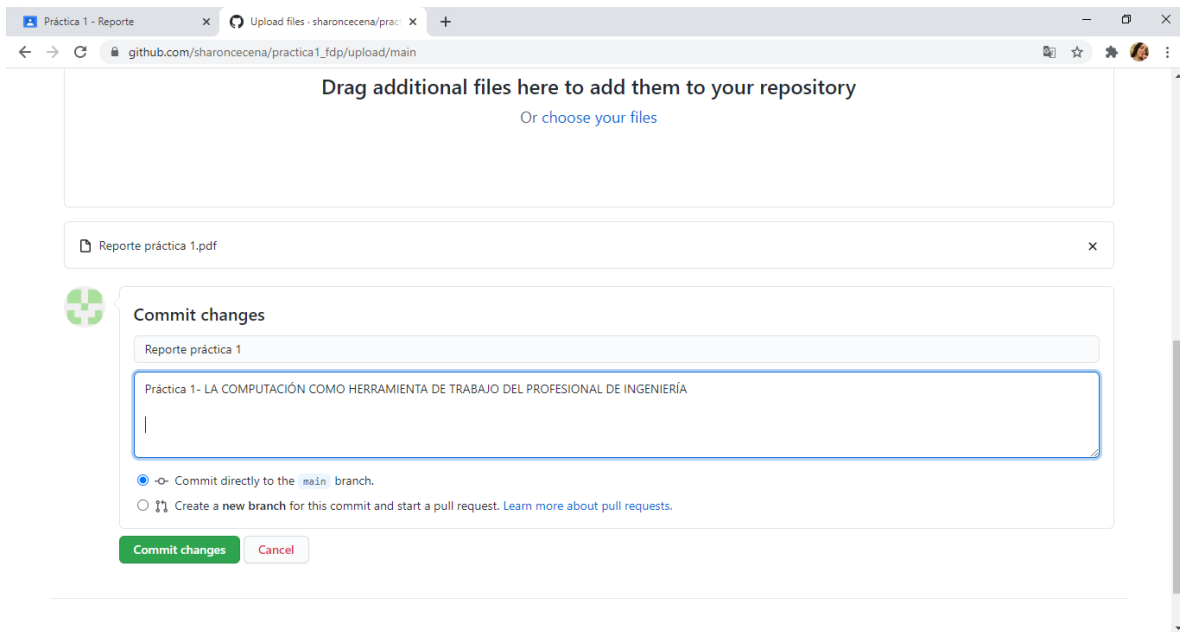 Práctica 1 - Reporte
Upload files · sharoncecena/prac
github.com/sharoncecena/practica1_fdp/upload/main
Drag additional files here to add them to your repository
Or choose your files
Reporte práctica 1.pdf
Commit changes
Reporte práctica 1
Práctica 1- LA COMPUTACIÓN COMO HERRAMIENTA DE TRABAJO DEL PROFESIONAL DE INGENIERÍA
Commit directly to the main branch.
Create a new branch for this commit and start a pull request. Learn more about pull requests.
Commit changes
Cancel